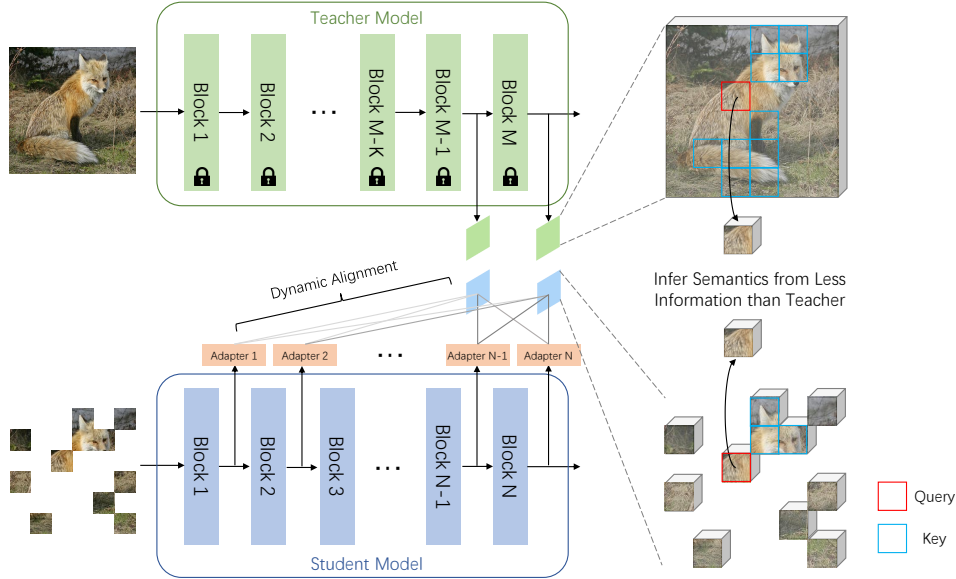 Teacher Model
Block 1
Block 2
...
Block M-K
Block M-1
Block M
Infer Semantics from Less
Information than Teacher
Dynamic Alignment
Adapter 1
Adapter 2
...
Adapter N-1
Adapter N
Block 1
Block 2
Block 3
...
Block N-1
Block N
Student Model
Query
Key